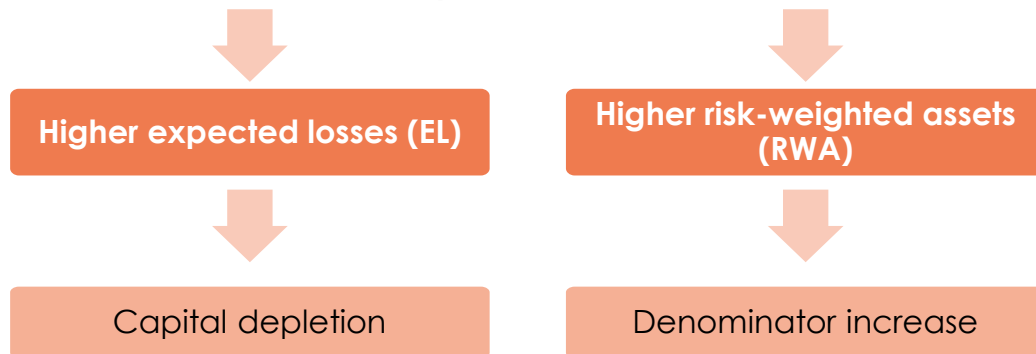 Higher expected losses (EL)
Higher risk-weighted assets
(RWA)
Capital depletion
Denominator increase